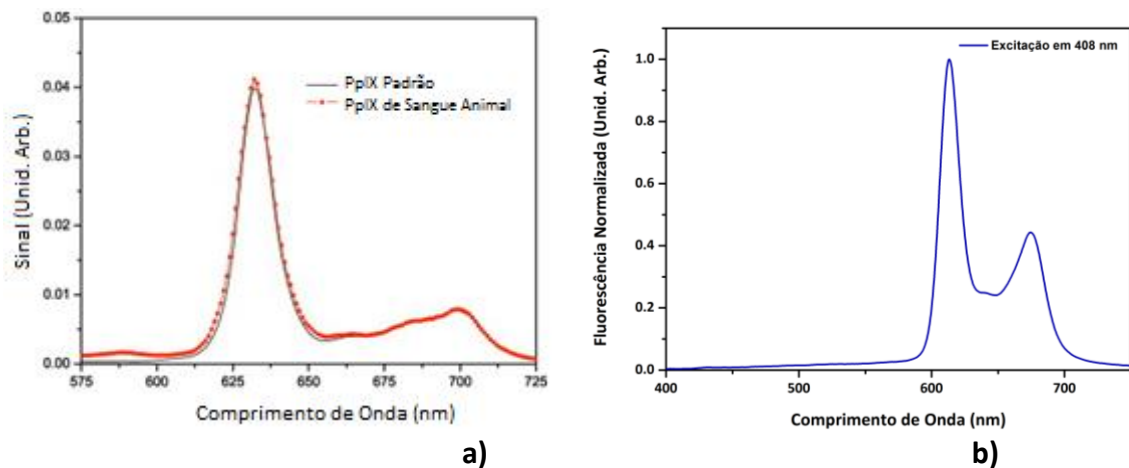 0.05
0.04
0.03
0.02
0.01
0.00
Sinal (Unid. Arb.)
PpIX Padrão
PpIX de Sangue Animal
575 600 625 650 675 700 725
Comprimento de Onda (nm)
a)
Excitação em 408 nm
1.0
0.8
0.6
0.4
0.2
0.0
Fluorescência Normalizada (Unid. Arb.)
400 500 600 700
Comprimento de Onda (nm)
b)